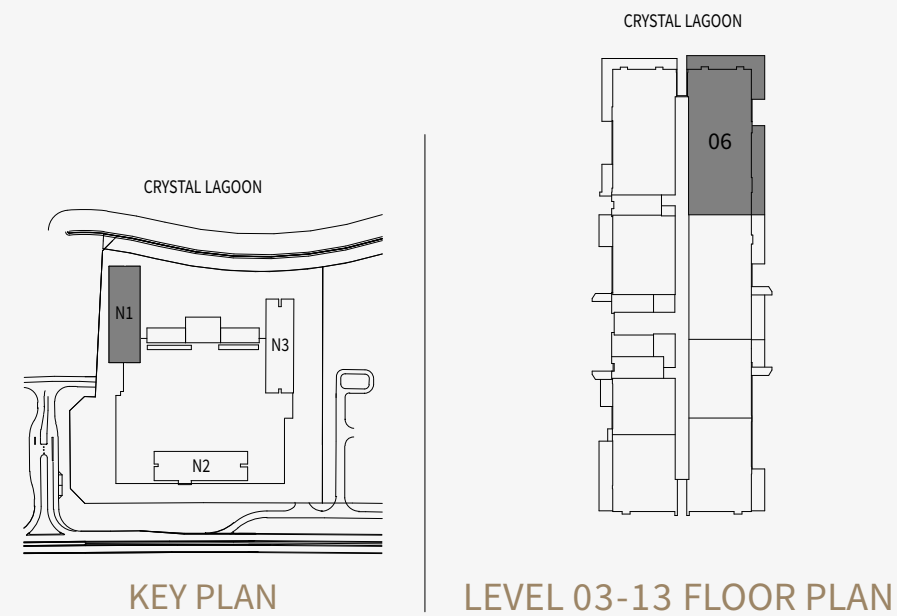 CRYSTAL LAGOON
N1
N3
N2
KEY PLAN
CRYSTAL LAGOON
06
LEVEL 03-13 FLOOR PLAN